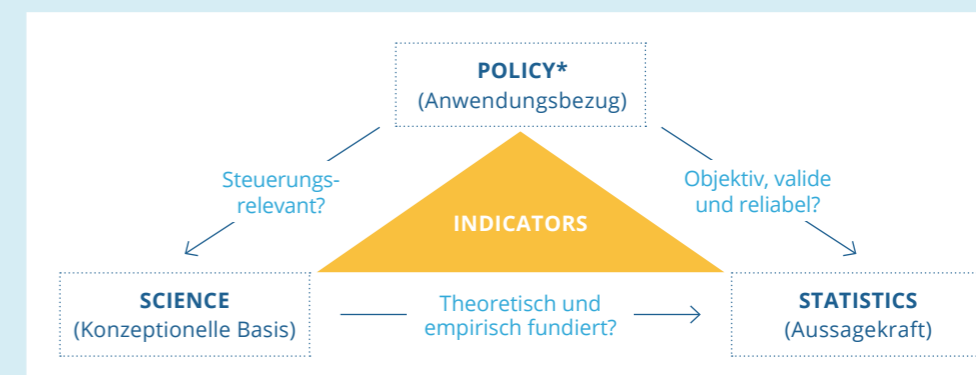 POLICY*
(Anwendungsbezug)
Steuerungs-
relevant?
Objektiv, valide
und reliabel?
INDICATORS
SCIENCE
(Konzeptionelle Basis)
Theoretisch und
empirisch fundiert?
STATISTICS
(Aussagekraft)